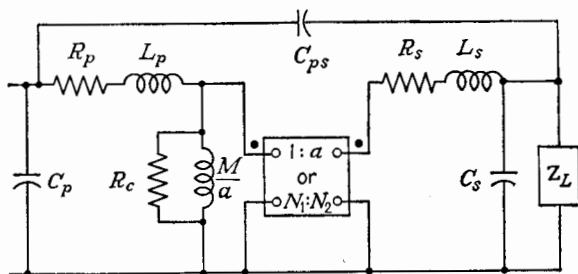 C_ps
R_p
L_p
R_s
L_s
C_p
R_c
M/a
1:a
or
N_1:N_2
C_s
Z_L